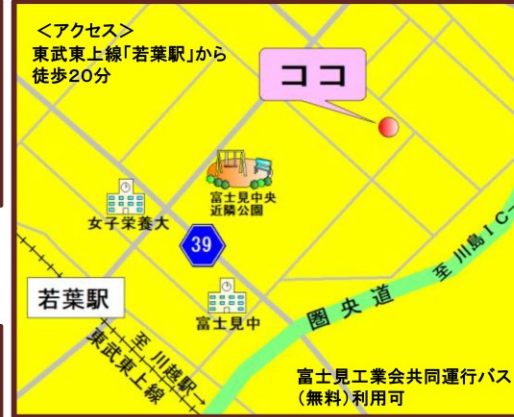 ＜アクセス＞
東武東上線「若葉駅」から
徒歩20分
ココ
富士見中央
近隣公園
女子栄養大
39
至 川島ＩＣ
若葉駅
富士見中
圏央道
至 川越駅
東武東上線
富士見工業会共同運行バス
(無料)利用可